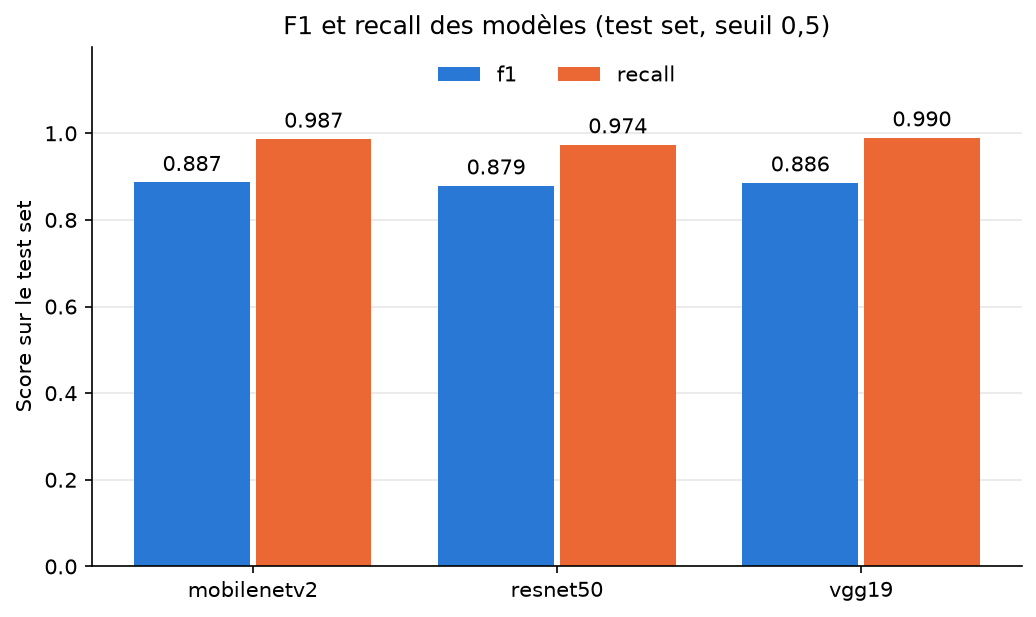 F1 et recall des modèles (test set, seuil 0,5)
f1 recall
0.887 0.987 0.879 0.974 0.886 0.990
Score sur le test set
1.0
0.8
0.6
0.4
0.2
0.0
mobilenetv2 resnet50 vgg19